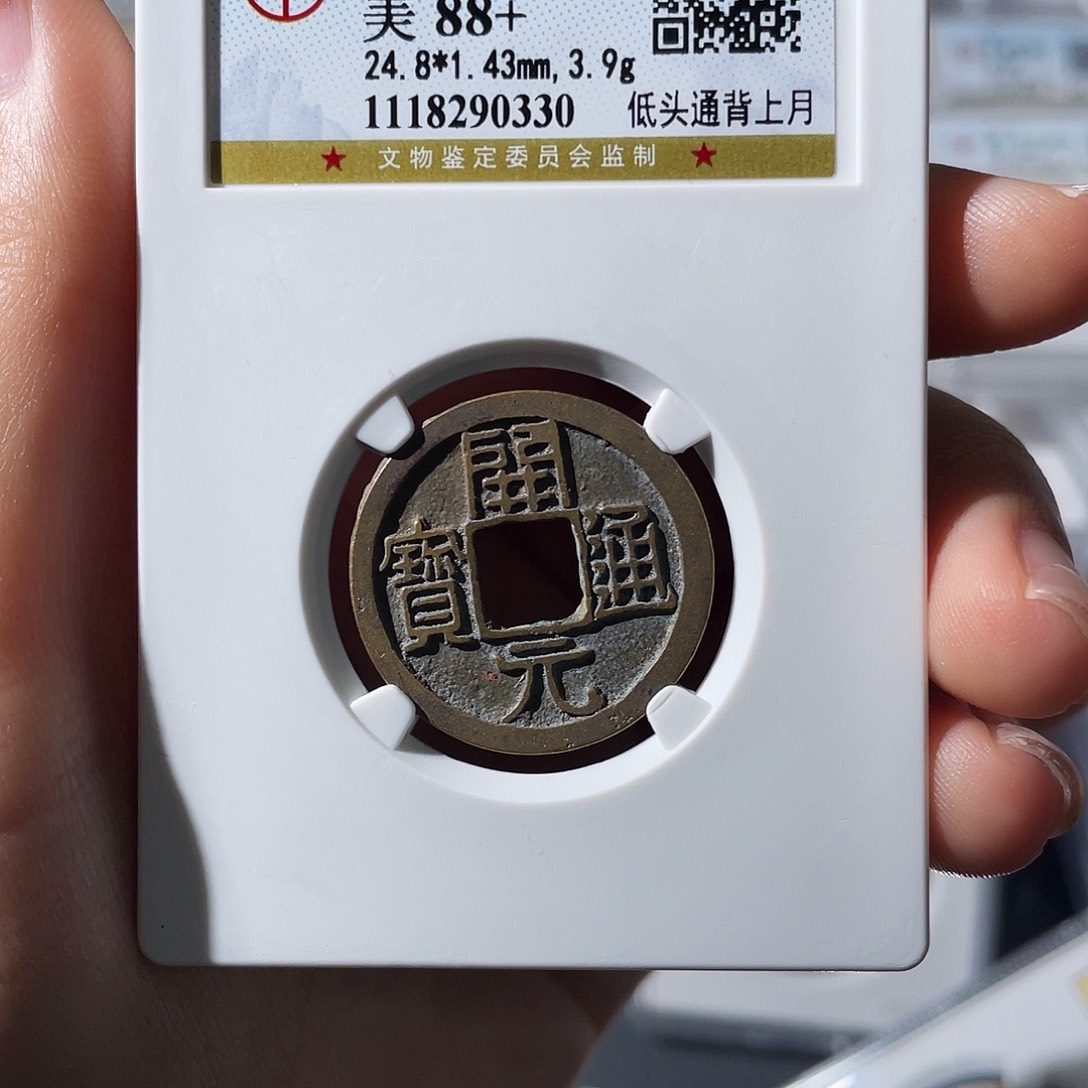 美 88+
24.8*1.43mm,3.9g
1118290330 低头通背上月
★ 文物鉴定委员会监制 ★
開
通
元
寶